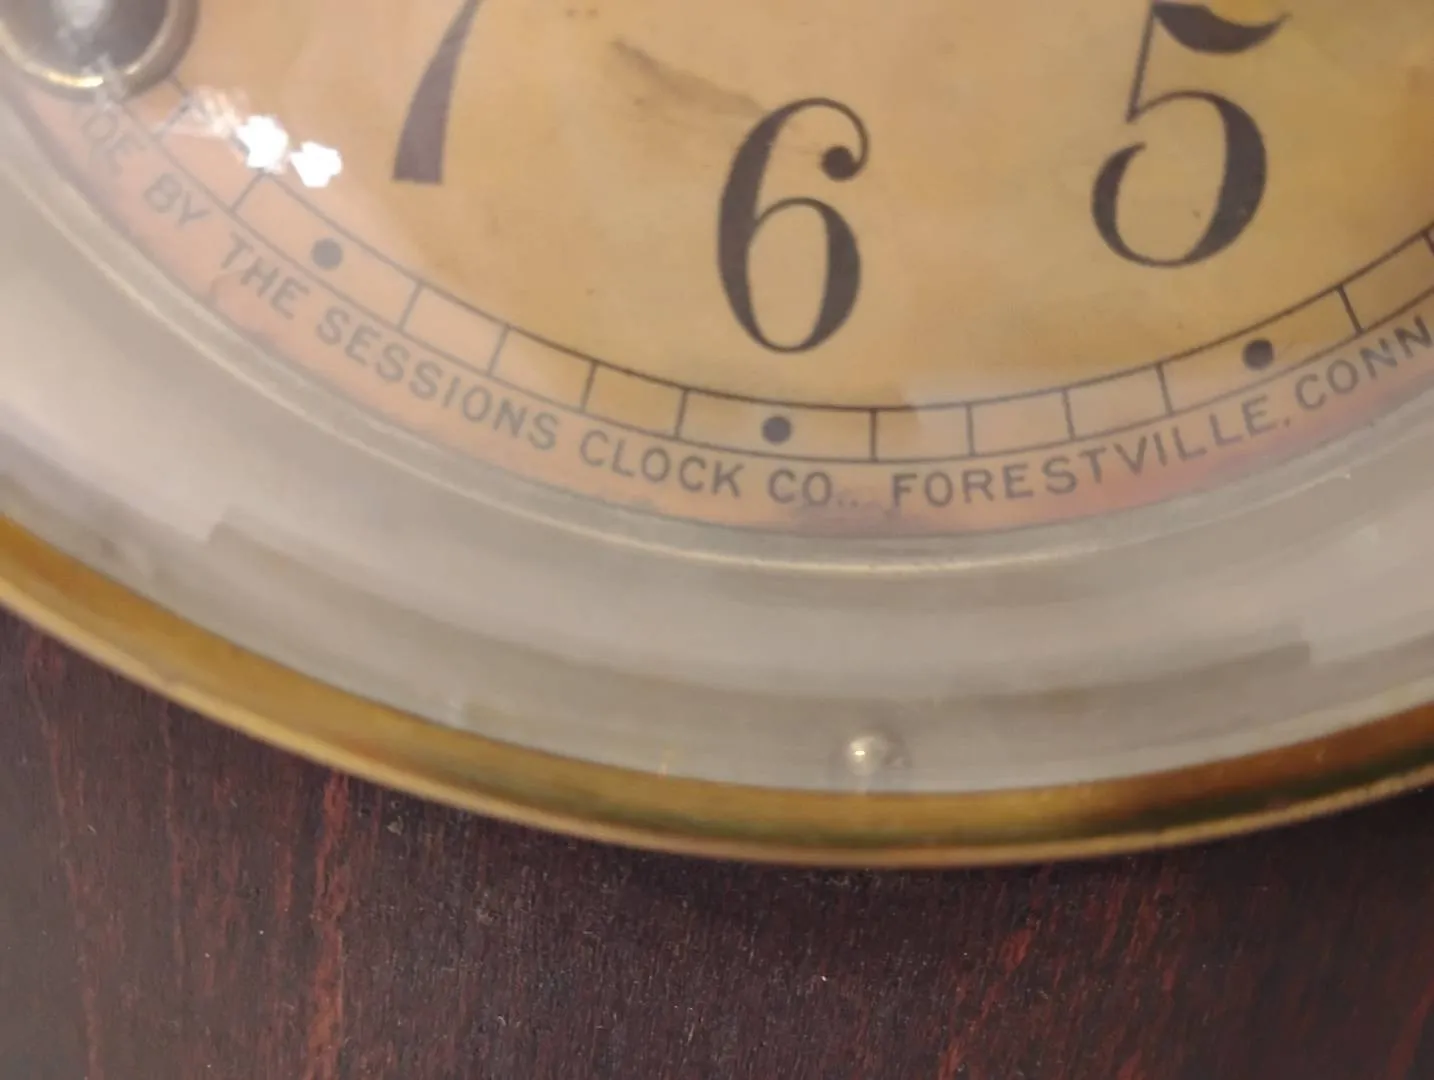 7 6 5
BY THE SESSIONS CLOCK CO... FORESTVILLE, CONN